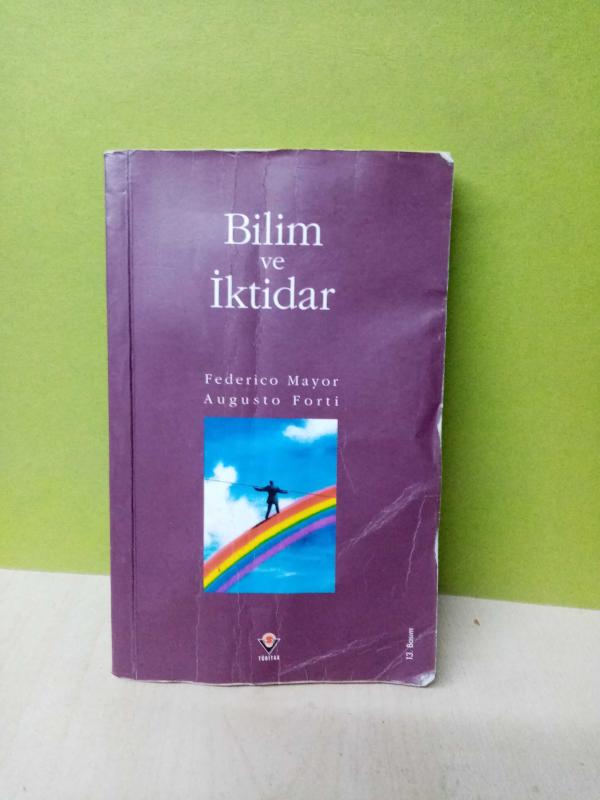 Bilim
ve
İktidar
Federico Mayor
Augusto Forti
TÜBİTAK
13. Basım